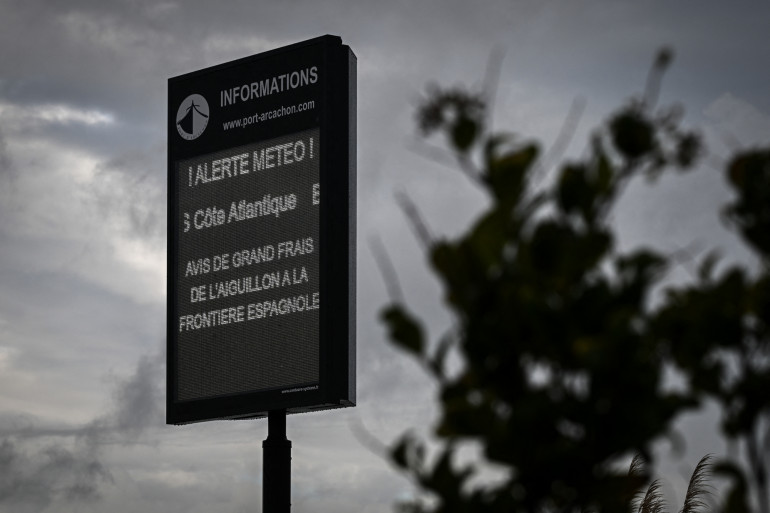 INFORMATIONS
www.port-arcachon.com
! ALERTE METEO !
S Côte Atlantique E
AVIS DE GRAND FRAIS
DE L'AIGUILLON A LA
FRONTIERE ESPAGNOLE